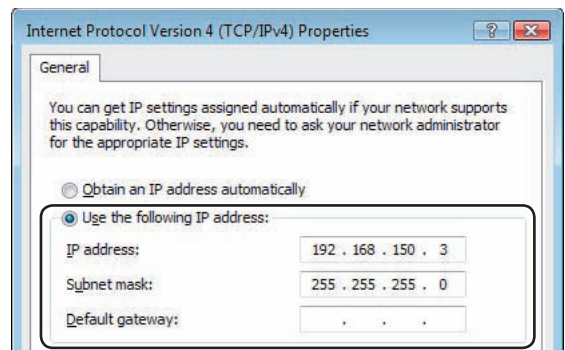 Internet Protocol Version 4 (TCP/IPv4) Properties
General
You can get IP settings assigned automatically if your network supports
this capability. Otherwise, you need to ask your network administrator
for the appropriate IP settings.
Obtain an IP address automatically
Use the following IP address:
IP address: 192 . 168 . 150 . 3
Subnet mask: 255 . 255 . 255 . 0
Default gateway: . . .